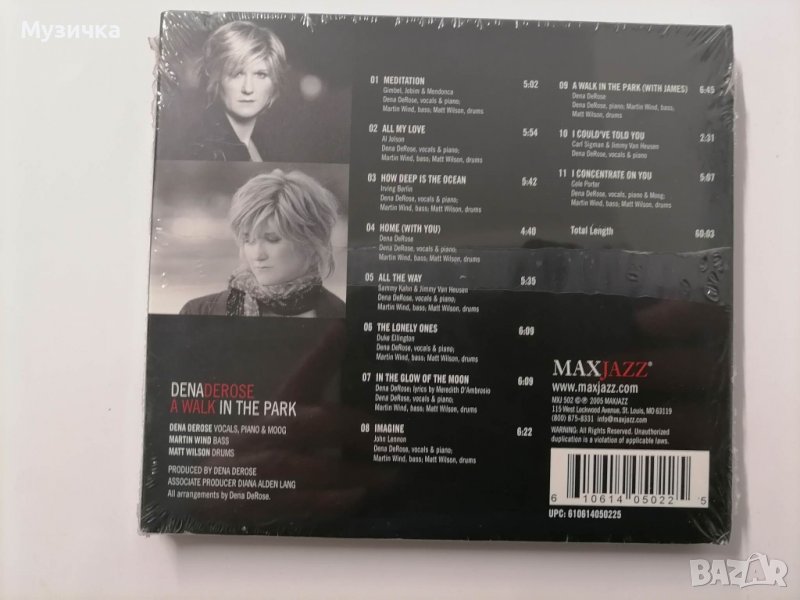 Музичка
01 MEDITATION 5:02
Gimbel, Jobim & Mendonca
Dena DeRose, vocals & piano;
Martin Wind, bass; Matt Wilson, drums
02 ALL MY LOVE 5:54
Al Jolson
Dena DeRose, vocals & piano;
Martin Wind, bass; Matt Wilson, drums
03 HOW DEEP IS THE OCEAN 5:42
Irving Berlin
Dena DeRose, vocals & piano;
Martin Wind, bass; Matt Wilson, drums
04 HOME (WITH YOU) 4:40
Dena DeRose
Dena DeRose, vocals & piano;
Martin Wind, bass; Matt Wilson, drums
05 ALL THE WAY 5:35
Sammy Kahn & Jimmy Van Heusen
Dena DeRose, vocals & piano;
Martin Wind, bass; Matt Wilson, drums
06 THE LONELY ONES 6:09
Duke Ellington
Dena DeRose, vocals & piano;
Martin Wind, bass; Matt Wilson, drums
07 IN THE GLOW OF THE MOON 6:09
Dena DeRose; lyrics by Meredith D'Ambrosio
Dena DeRose, vocals & piano;
Martin Wind, bass; Matt Wilson, drums
08 IMAGINE 6:22
John Lennon
Dena DeRose, vocals & piano;
Martin Wind, bass; Matt Wilson, drums
09 A WALK IN THE PARK (WITH JAMES) 6:45
Dena DeRose
Dena DeRose, piano; Martin Wind, bass;
Matt Wilson, drums
10 I COULD'VE TOLD YOU 2:31
Carl Sigman & Jimmy Van Heusen
Dena DeRose, vocals & piano
11 I CONCENTRATE ON YOU 5:07
Cole Porter
Dena DeRose, vocals, piano & Moog;
Martin Wind, bass; Matt Wilson, drums
Total Length 60:03
DENADEROSE
A WALK IN THE PARK
DENA DEROSE VOCALS, PIANO & MOOG
MARTIN WIND BASS
MATT WILSON DRUMS
PRODUCED BY DENA DEROSE
ASSOCIATE PRODUCER DIANA ALDEN LANG
All arrangements by Dena DeRose.
MAXJAZZ®
www.maxjazz.com
MXJ 502 ©℗ 2005 MAXJAZZ
115 West Lockwood Avenue, St. Louis, MO 63119
(800) 875-8331 info@maxjazz.com
WARNING: All Rights Reserved. Unauthorized
duplication is a violation of applicable laws.
6 10614 05022 5
UPC: 610614050225
BAZAR